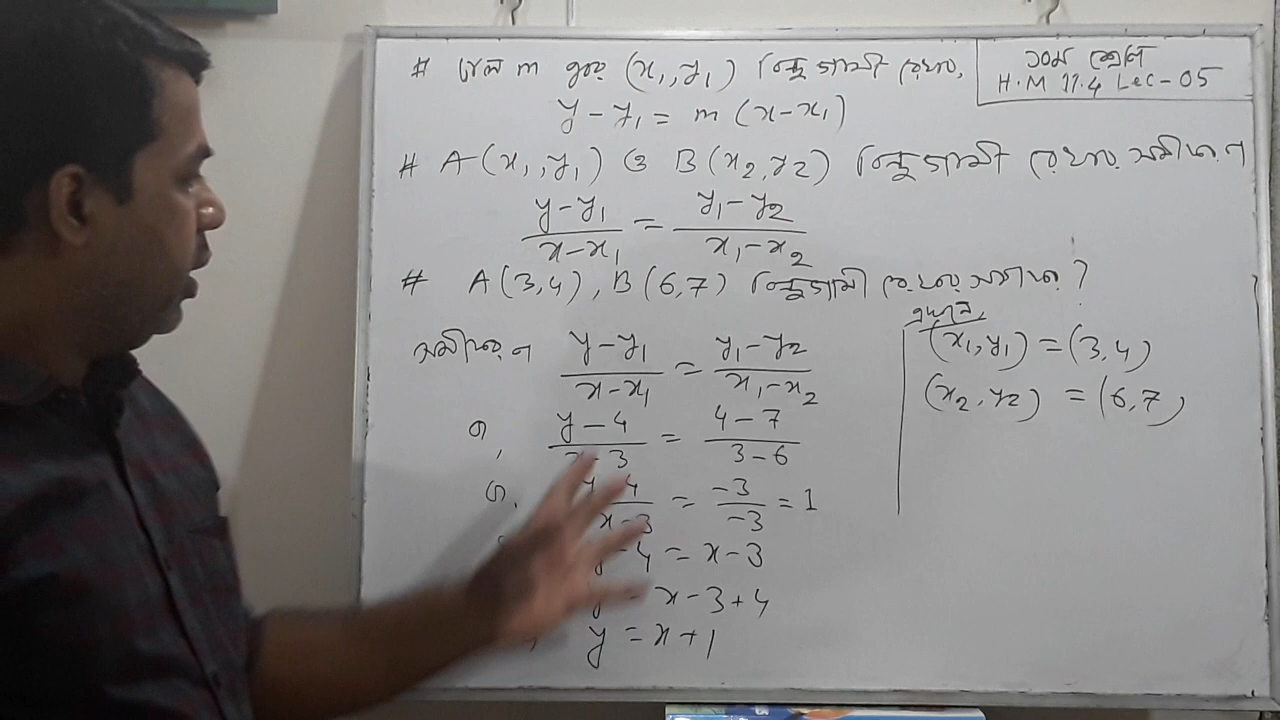 # ঢাল m এবং (x₁, y₁) বিন্দুগামী রেখার,
y - y₁ = m (x - x₁)
১০ম শ্রেণি
H.M 11.4 Lec-05
# A(x₁, y₁) ও B(x₂, y₂) বিন্দুগামী রেখার সমীকরণ
(y - y₁)/(x - x₁) = (y₁ - y₂)/(x₁ - x₂)
# A(3,4), B(6,7) বিন্দুগামী রেখার সমীকরণ?
সমীকরণ (y - y₁)/(x - x₁) = (y₁ - y₂)/(x₁ - x₂)
বা, (y - 4)/(x - 3) = (4 - 7)/(3 - 6)
বা, (y - 4)/(x - 3) = -3/-3 = 1
y - 4 = x - 3
y = x - 3 + 4
y = x + 1
এখানে,
(x₁, y₁) = (3, 4)
(x₂, y₂) = (6, 7)